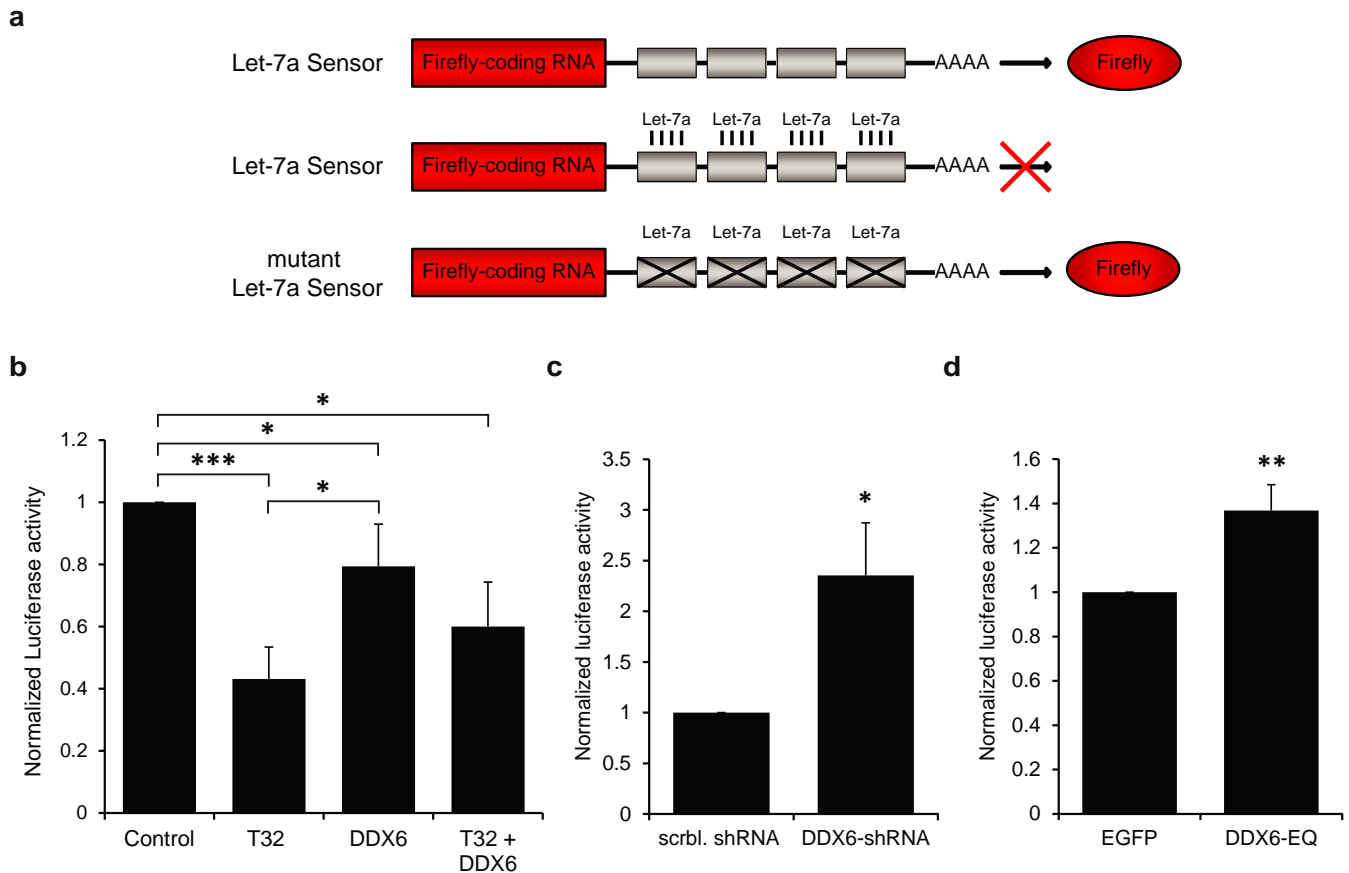 a
Let-7a Sensor
Firefly-coding RNA
AAAA
Firefly
Let-7a Let-7a Let-7a Let-7a
Let-7a Sensor
Firefly-coding RNA
AAAA
Let-7a Let-7a Let-7a Let-7a
mutant
Let-7a Sensor
Firefly-coding RNA
AAAA
Firefly
b
Normalized Luciferase activity
1.2
1
0.8
0.6
0.4
0.2
0
*
*
***
*
Control
T32
DDX6
T32 +
DDX6
c
Normalized luciferase activity
3.5
3
2.5
2
1.5
1
0.5
0
*
scrbl. shRNA
DDX6-shRNA
d
Normalized luciferase activity
1.6
1.4
1.2
1
0.8
0.6
0.4
0.2
0
**
EGFP
DDX6-EQ